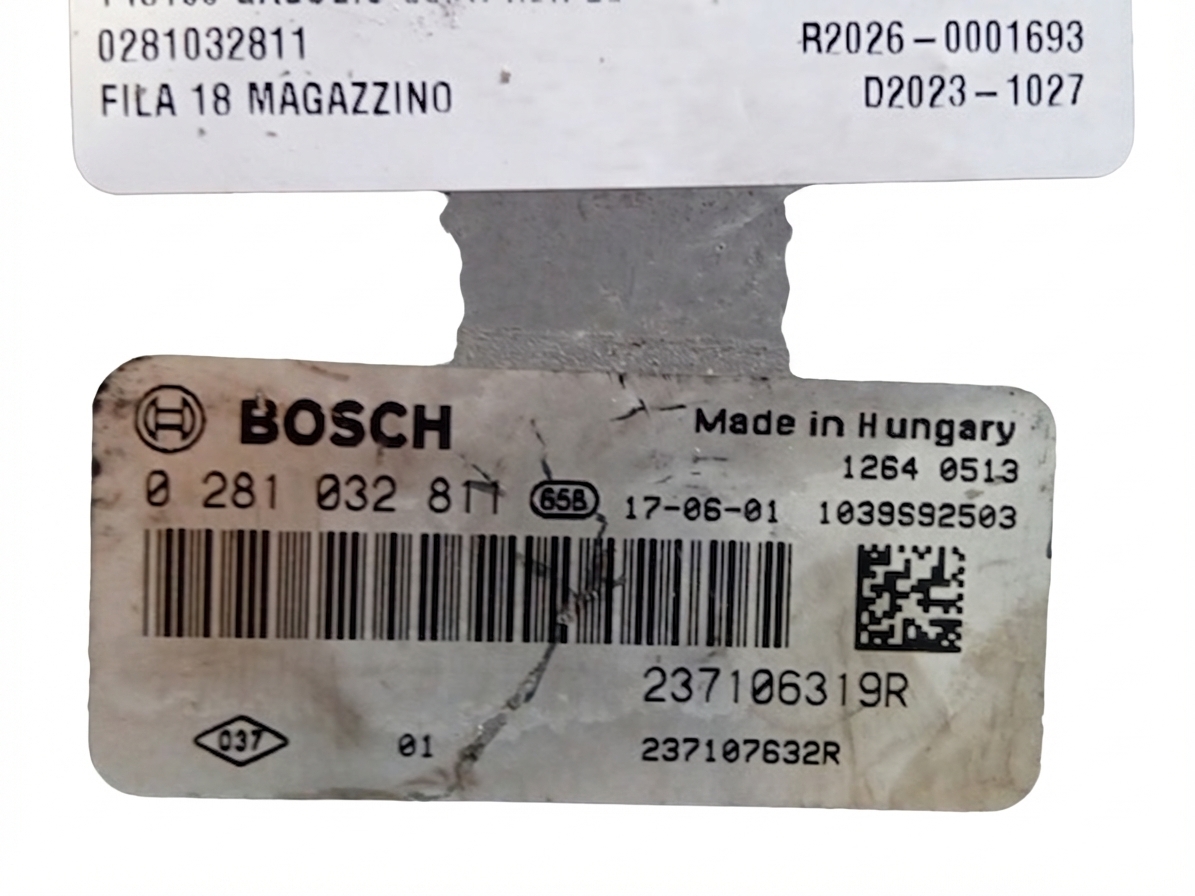 0281032811
R2026-0001693
FILA 18 MAGAZZINO
D2023-1027
BOSCH
Made in Hungary
1264 0513
0 281 032 811
65B
17-06-01
1039S92503
237106319R
037
01
237107632R